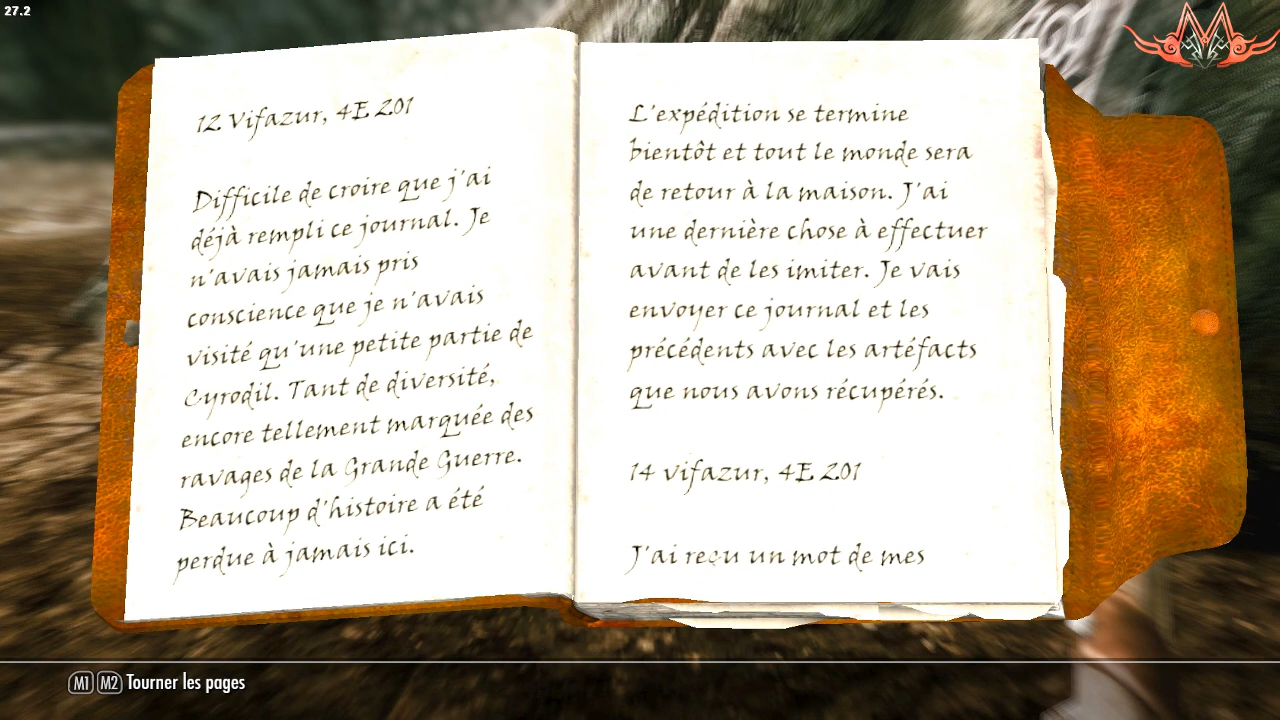 27.2
12 Vifazur, 4E 201
Difficile de croire que j'ai
déjà rempli ce journal. Je
n'avais jamais pris
conscience que je n'avais
visité qu'une petite partie de
Cyrodil. Tant de diversité,
encore tellement marquée des
ravages de la Grande Guerre.
Beaucoup d'histoire a été
perdue à jamais ici.
L'expédition se termine
bientôt et tout le monde sera
de retour à la maison. J'ai
une dernière chose à effectuer
avant de les imiter. Je vais
envoyer ce journal et les
précédents avec les artéfacts
que nous avons récupérés.
14 vifazur, 4E 201
J'ai reçu un mot de mes
M1 M2 Tourner les pages